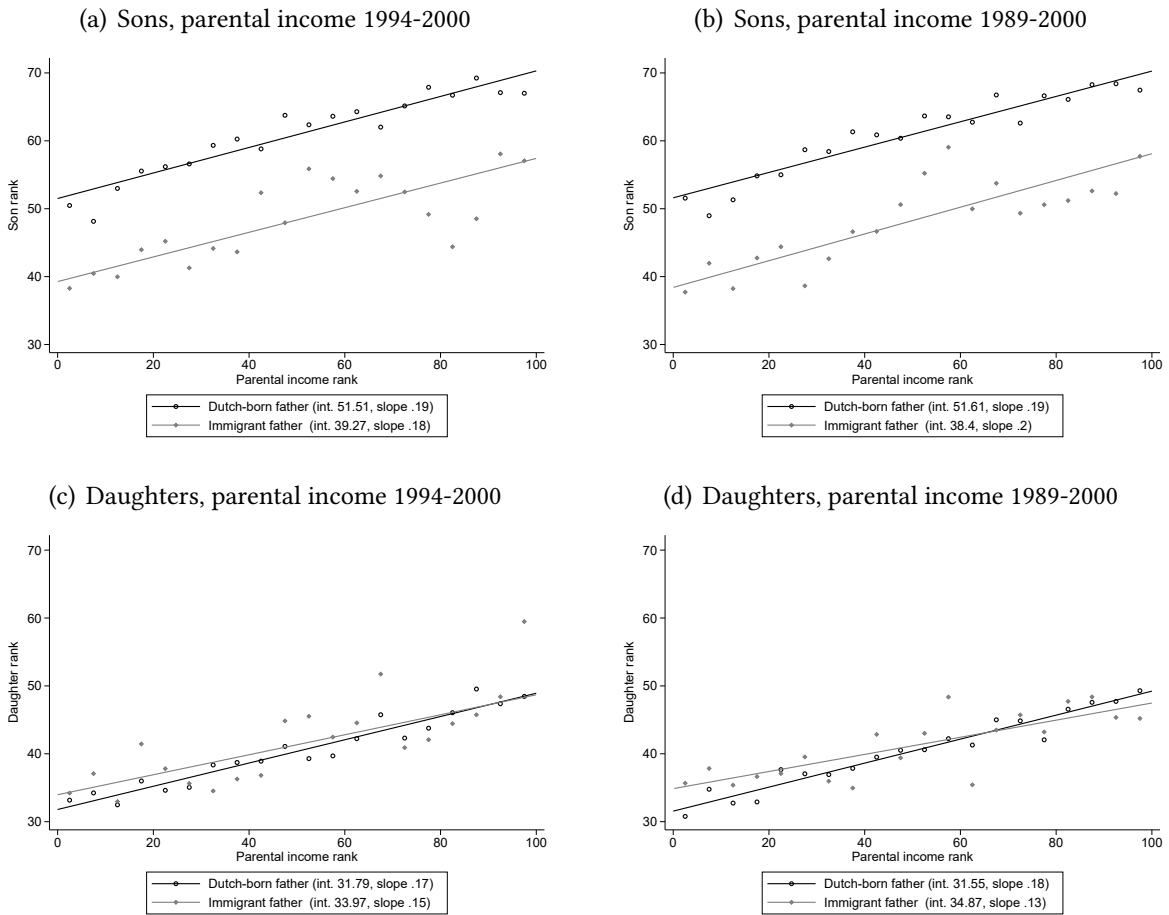 (a) Sons, parental income 1994-2000
70
60
50
40
30
Son rank
0 20 40 60 80 100
Parental income rank
Dutch-born father (int. 51.51, slope .19)
Immigrant father (int. 39.27, slope .18)
(b) Sons, parental income 1989-2000
70
60
50
40
30
Son rank
0 20 40 60 80 100
Parental income rank
Dutch-born father (int. 51.61, slope .19)
Immigrant father (int. 38.4, slope .2)
(c) Daughters, parental income 1994-2000
70
60
50
40
30
Daughter rank
0 20 40 60 80 100
Parental income rank
Dutch-born father (int. 31.79, slope .17)
Immigrant father (int. 33.97, slope .15)
(d) Daughters, parental income 1989-2000
70
60
50
40
30
Daughter rank
0 20 40 60 80 100
Parental income rank
Dutch-born father (int. 31.55, slope .18)
Immigrant father (int. 34.87, slope .13)